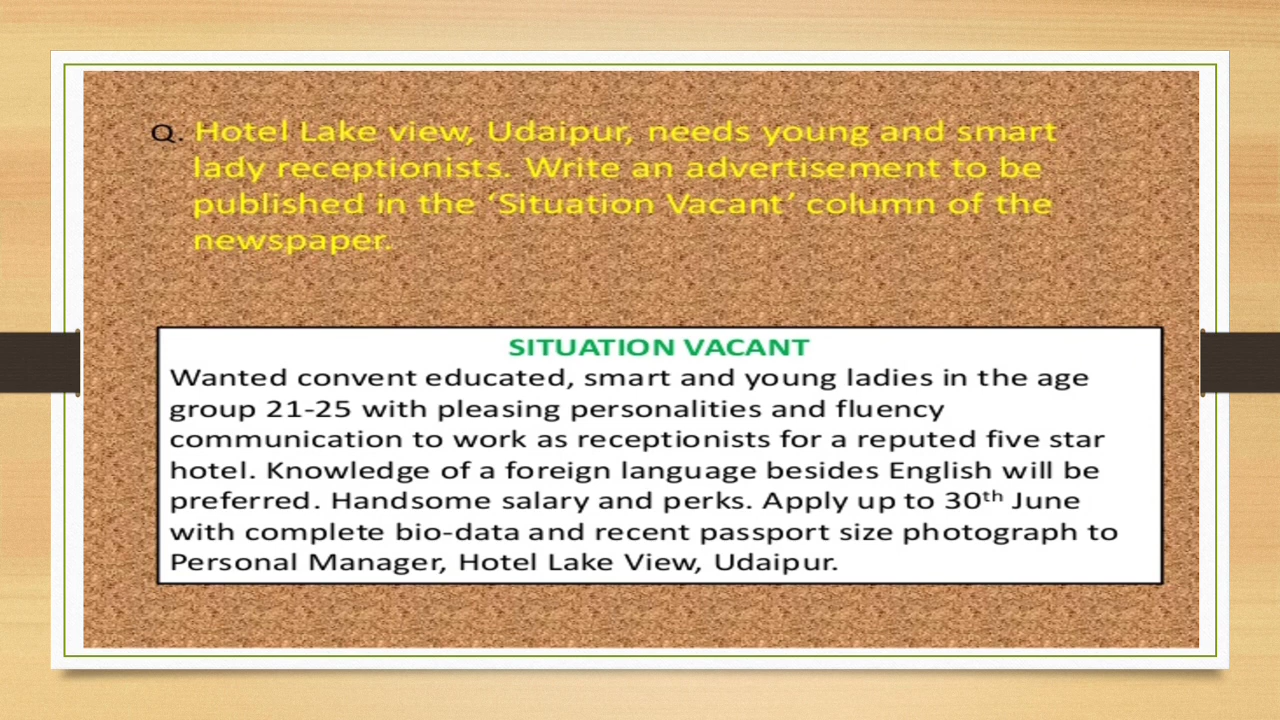 Q. Hotel Lake view, Udaipur, needs young and smart
lady receptionists. Write an advertisement to be
published in the ‘Situation Vacant’ column of the
newspaper.
SITUATION VACANT
Wanted convent educated, smart and young ladies in the age
group 21-25 with pleasing personalities and fluency
communication to work as receptionists for a reputed five star
hotel. Knowledge of a foreign language besides English will be
preferred. Handsome salary and perks. Apply up to 30th June
with complete bio-data and recent passport size photograph to
Personal Manager, Hotel Lake View, Udaipur.